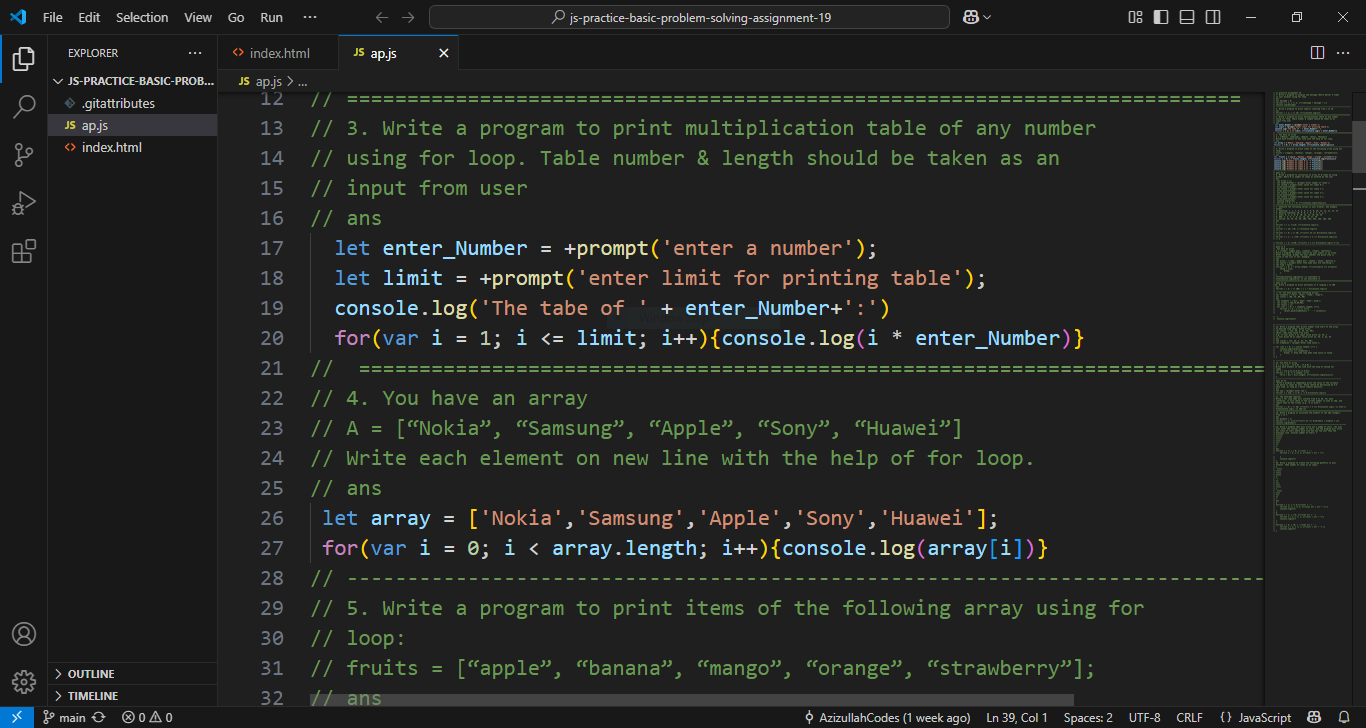 File Edit Selection View Go Run ···
js-practice-basic-problem-solving-assignment-19
EXPLORER ···
JS-PRACTICE-BASIC-PROB...
.gitattributes
JS ap.js
index.html
OUTLINE
TIMELINE
index.html
JS ap.js
JS ap.js > ...
12 // ==========================================================================
13 // 3. Write a program to print multiplication table of any number
14 // using for loop. Table number & length should be taken as an
15 // input from user
16 // ans
17 let enter_Number = +prompt('enter a number');
18 let limit = +prompt('enter limit for printing table');
19 console.log('The tabe of ' + enter_Number+':')
20 for(var i = 1; i <= limit; i++){console.log(i * enter_Number)}
21 // ===========================================================================
22 // 4. You have an array
23 // A = [“Nokia”, “Samsung”, “Apple”, “Sony”, “Huawei”]
24 // Write each element on new line with the help of for loop.
25 // ans
26 let array = ['Nokia','Samsung','Apple','Sony','Huawei'];
27 for(var i = 0; i < array.length; i++){console.log(array[i])}
28 // ----------------------------------------------------------------------------
29 // 5. Write a program to print items of the following array using for
30 // loop:
31 // fruits = [“apple”, “banana”, “mango”, “orange”, “strawberry”];
32 // ans
main 0 0 AzizullahCodes (1 week ago) Ln 39, Col 1 Spaces: 2 UTF-8 CRLF {} JavaScript